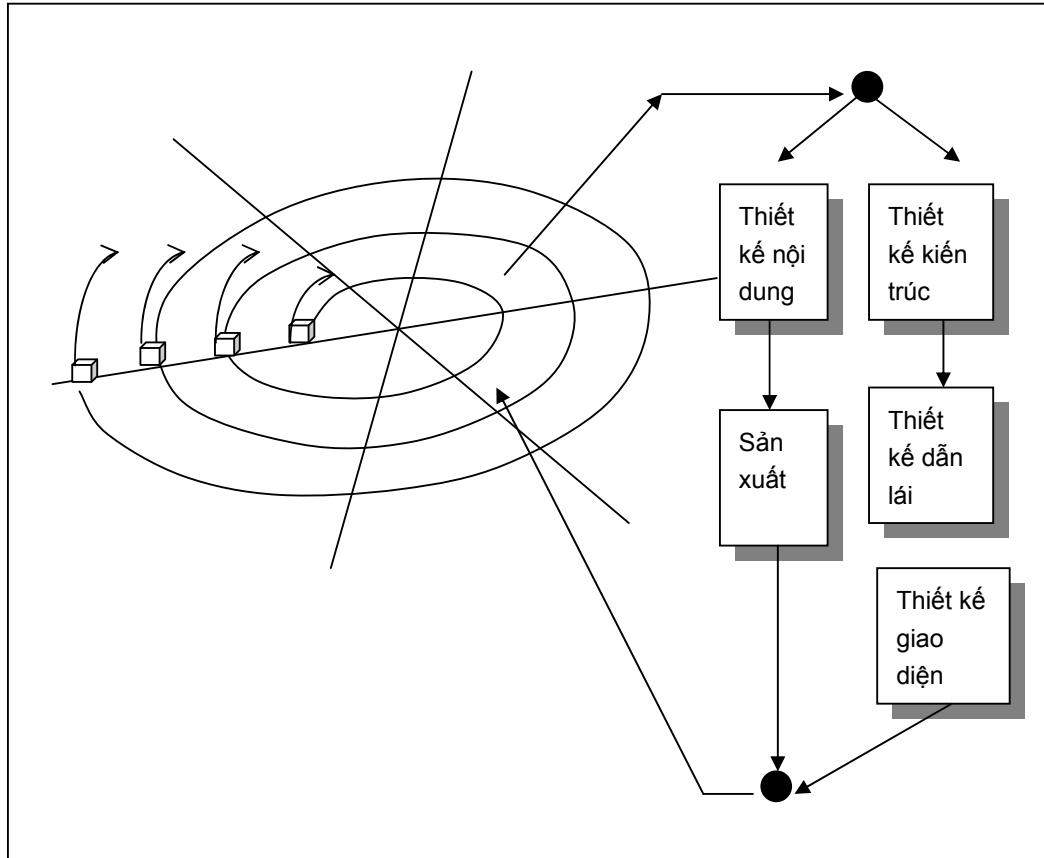 Thiết
kế nội
dung
Thiết
kế kiến
trúc
Sản
xuất
Thiết
kế dẫn
lái
Thiết kế
giao
diện